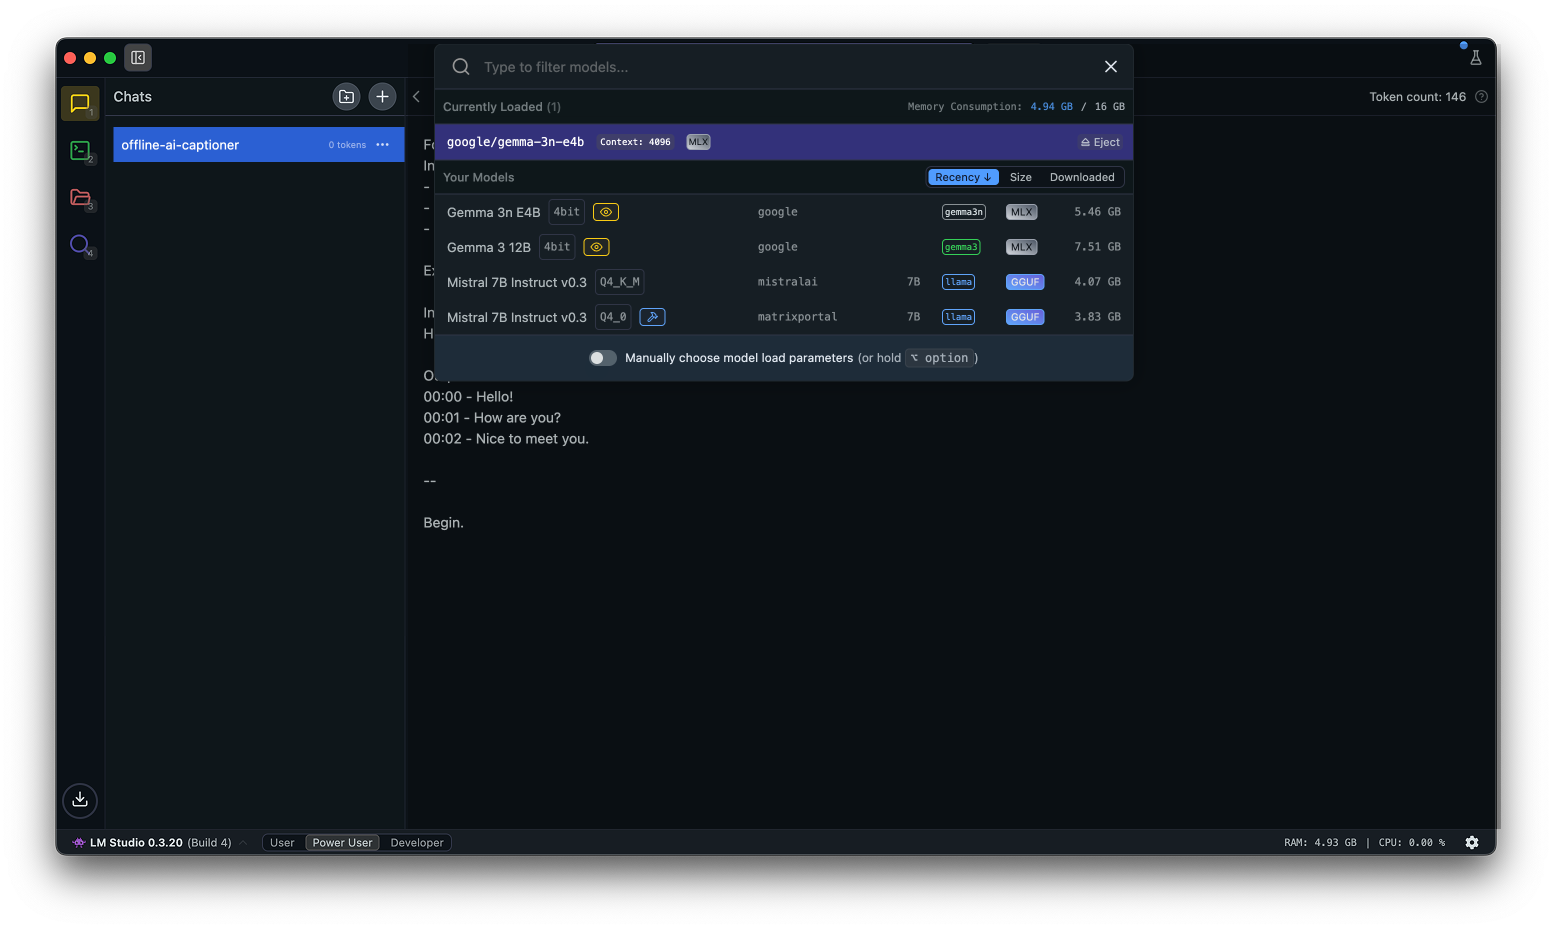 Type to filter models...
Chats
Token count: 146
Currently Loaded (1)
Memory Consumption: 4.94 GB / 16 GB
google/gemma-3n-e4b Context: 4096 MLX Eject
offline-ai-captioner 0 tokens
Your Models
Recency ↓ Size Downloaded
Gemma 3n E4B 4bit google gemma3n MLX 5.46 GB
Gemma 3 12B 4bit google gemma3 MLX 7.51 GB
Mistral 7B Instruct v0.3 Q4_K_M mistralai 7B llama GGUF 4.07 GB
Mistral 7B Instruct v0.3 Q4_0 matrixportal 7B llama GGUF 3.83 GB
Manually choose model load parameters (or hold ⌥ option)
1
2
3
4
-
-
-
00:00 - Hello!
00:01 - How are you?
00:02 - Nice to meet you.
--
Begin.
LM Studio 0.3.20 (Build 4)
User Power User Developer
RAM: 4.93 GB | CPU: 0.00 %